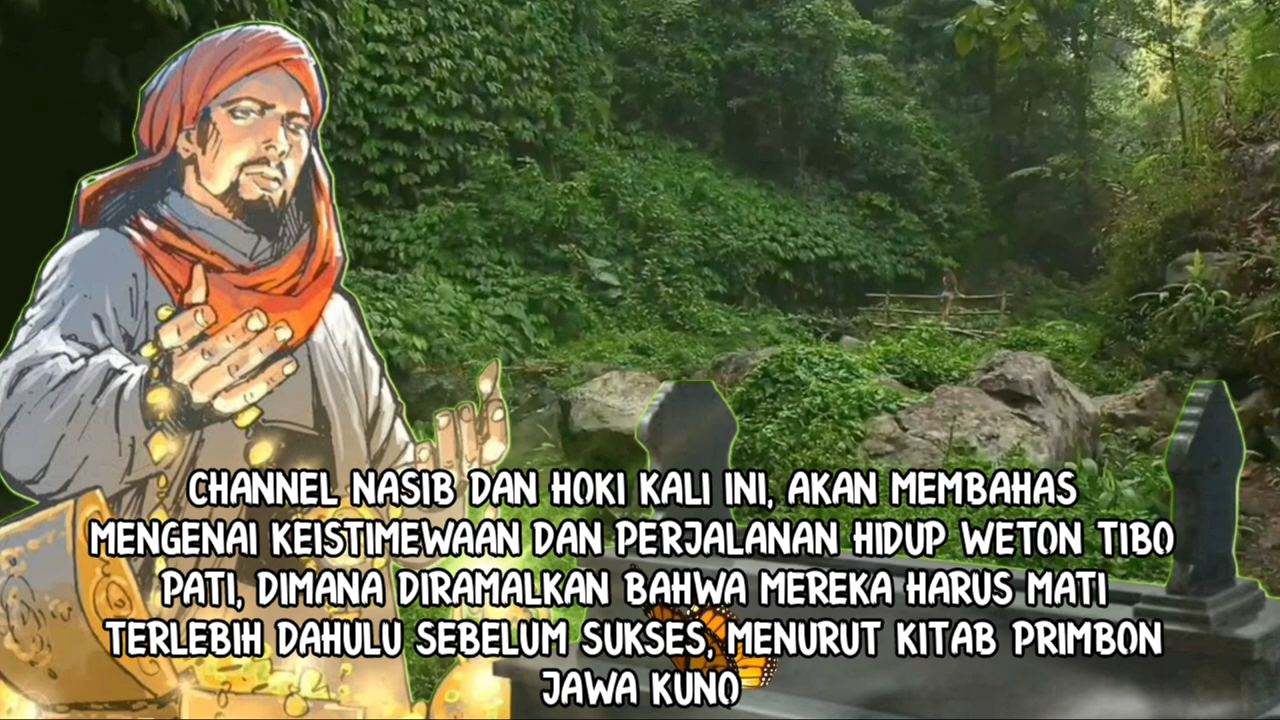 CHANNEL NASIB DAN HOKI KALI INI, AKAN MEMBAHAS
MENGENAI KEISTIMEWAAN DAN PERJALANAN HIDUP WETON TIBO
PATI, DIMANA DIRAMALKAN BAHWA MEREKA HARUS MATI
TERLEBIH DAHULU SEBELUM SUKSES, MENURUT KITAB PRIMBON
JAWA KUNO